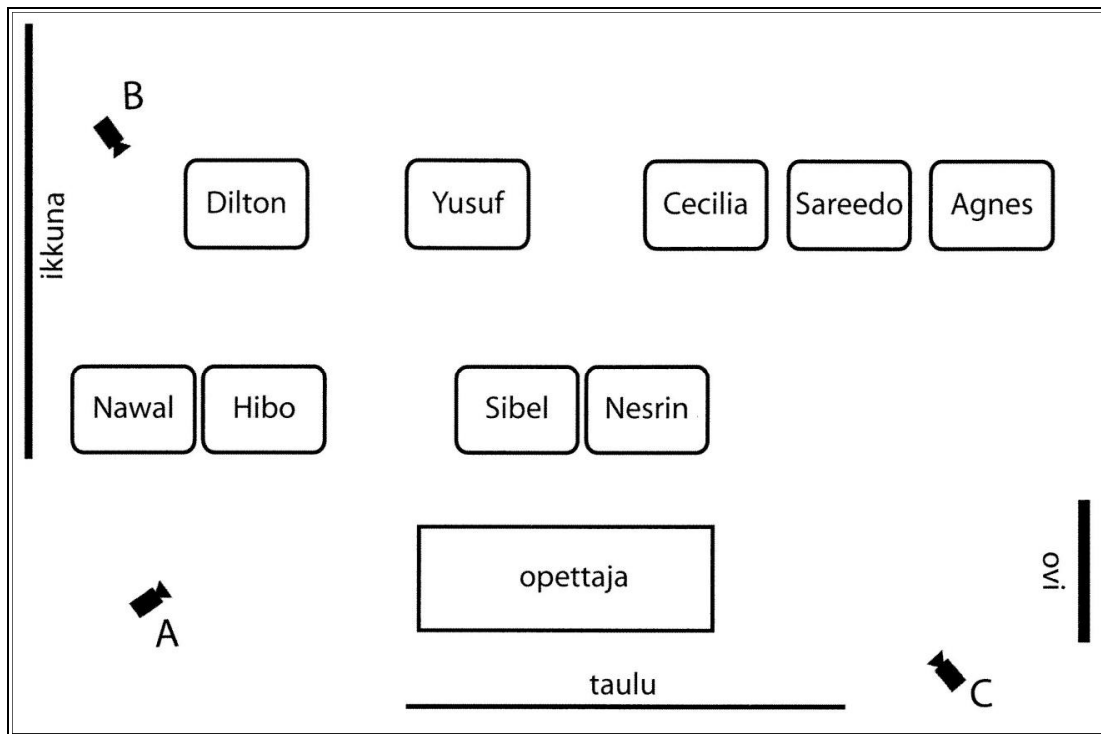 B
ikkuna
Dilton
Yusuf
Cecilia
Sareedo
Agnes
Nawal
Hibo
Sibel
Nesrin
opettaja
ovi
A
taulu
C